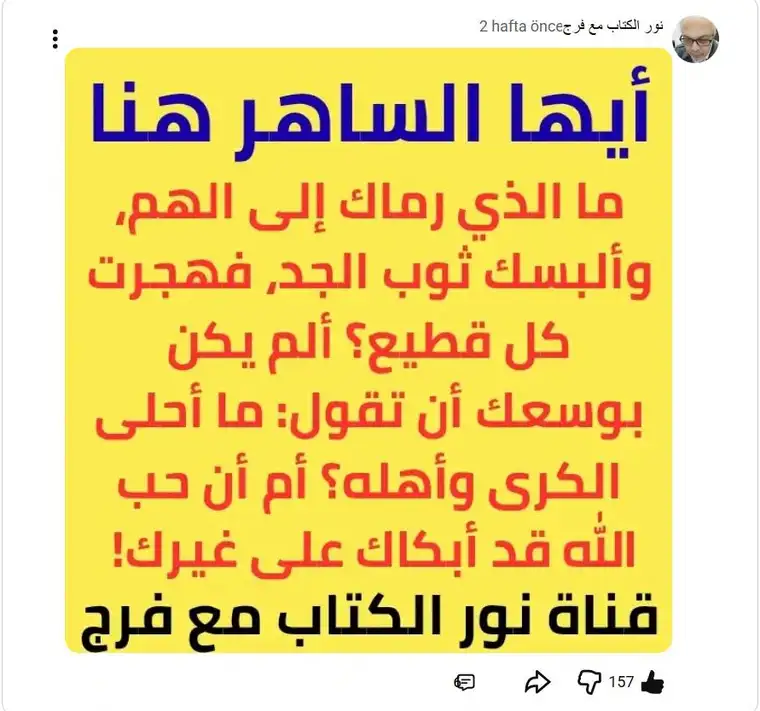 نور الكتاب مع فرج 2 hafta önce
أيها الساهر هنا
ما الذي رماك إلى الهم،
وألبسك ثوب الجد، فهجرت
كل قطيع؟ ألم يكن
بوسعك أن تقول: ما أحلى
الكرى وأهله؟ أم أن حب
الله قد أبكاك على غيرك!
قناة نور الكتاب مع فرج
157